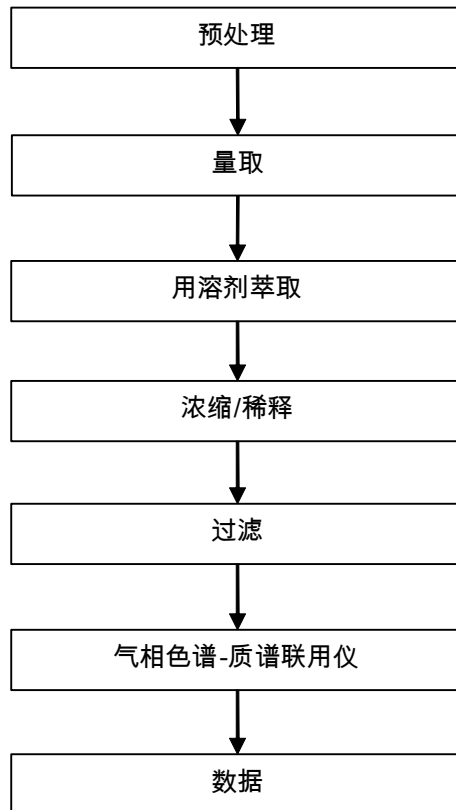 预处理
量取
用溶剂萃取
浓缩/稀释
过滤
气相色谱-质谱联用仪
数据